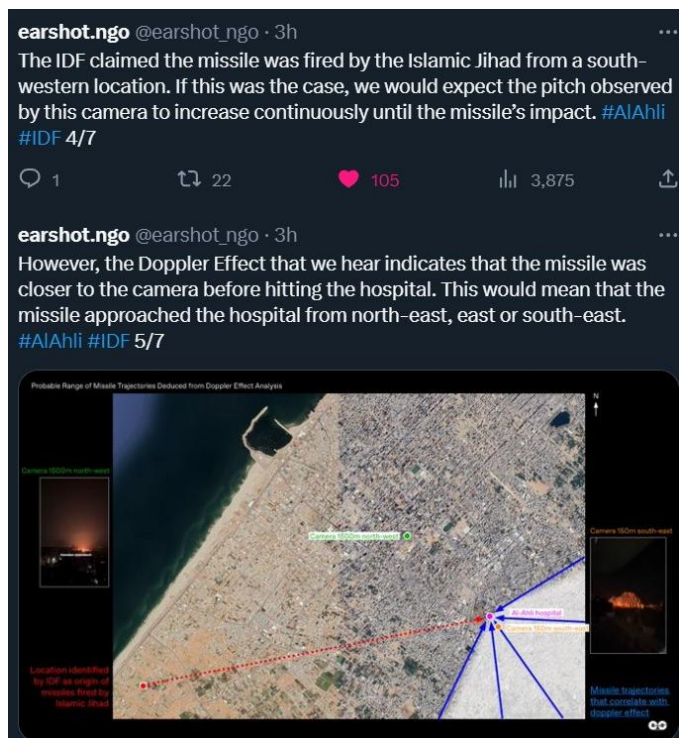 earshot.ngo @earshot_ngo · 3h
The IDF claimed the missile was fired by the Islamic Jihad from a south-
western location. If this was the case, we would expect the pitch observed
by this camera to increase continuously until the missile’s impact. #AlAhli
#IDF 4/7
1 22 105 3,875
earshot.ngo @earshot_ngo · 3h
However, the Doppler Effect that we hear indicates that the missile was
closer to the camera before hitting the hospital. This would mean that the
missile approached the hospital from north-east, east or south-east.
#AlAhli #IDF 5/7
Probable Range of Missile Trajectories Deduced from Doppler Effect Analysis
N
Camera 1500m north-west
Camera 1500m north-west
Camera 150m south-east
Al-Ahli hospital
Camera 150m south-east
Location identified
by IDF as origin of
missiles fired by
Islamic Jihad
Missile trajectories
that correlate with
doppler effect